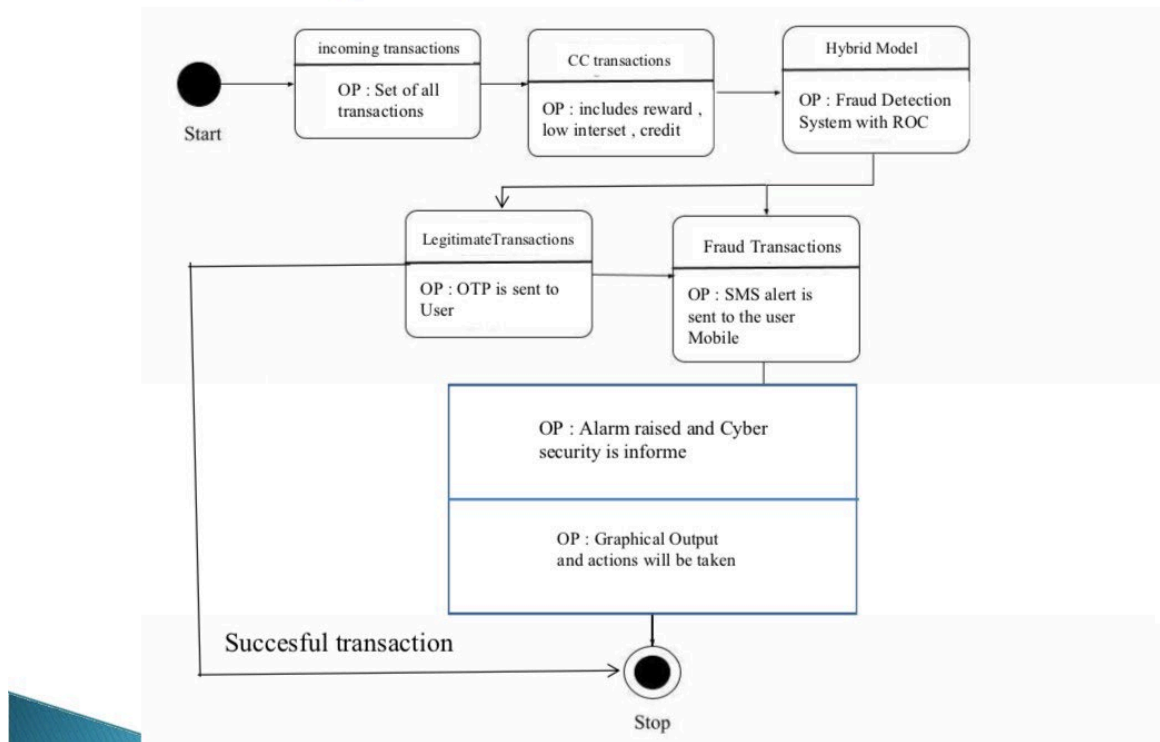 incoming transactions
OP : Set of all
transactions
CC transactions
OP : includes reward ,
low interset , credit
Hybrid Model
OP : Fraud Detection
System with ROC
Start
LegitimateTransactions
OP : OTP is sent to
User
Fraud Transactions
OP : SMS alert is
sent to the user
Mobile
OP : Alarm raised and Cyber
security is informe
OP : Graphical Output
and actions will be taken
Succesful transaction
Stop